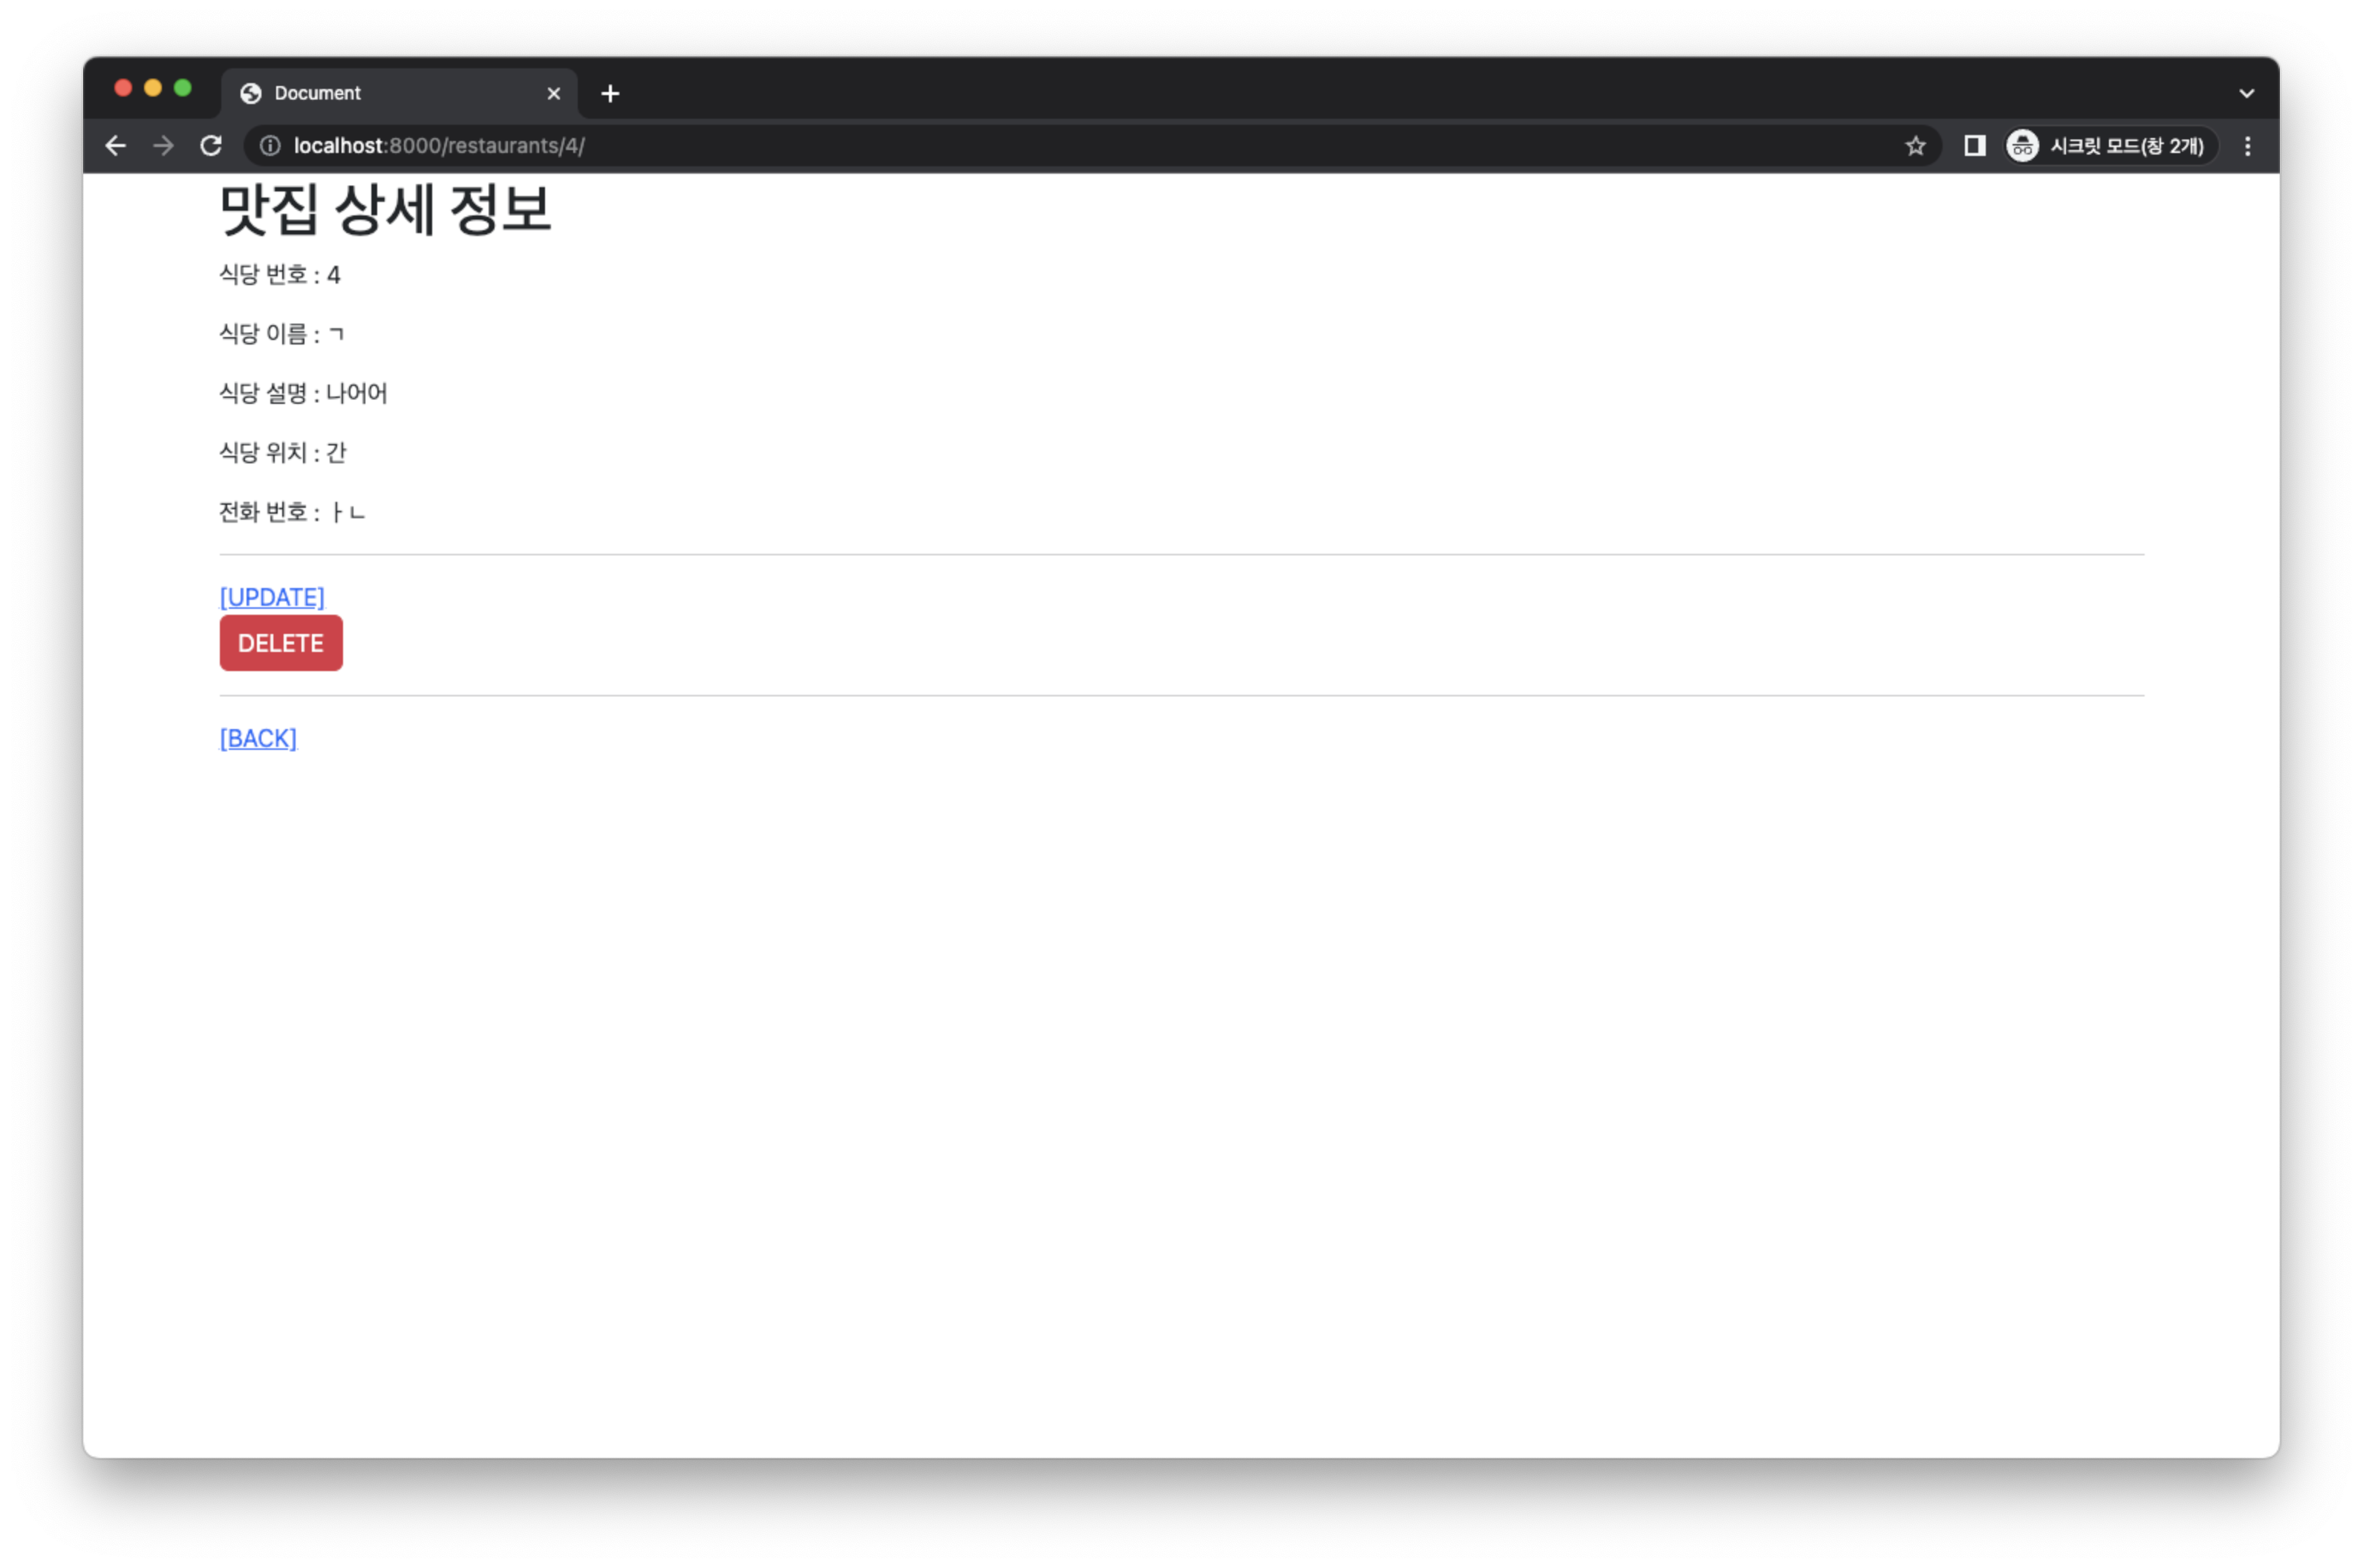 Document
localhost:8000/restaurants/4/
시크릿 모드(창 2개)
맛집 상세 정보
식당 번호 : 4
식당 이름 : ㄱ
식당 설명 : 나어어
식당 위치 : 간
전화 번호 : ㅏㄴ
[UPDATE]
DELETE
[BACK]